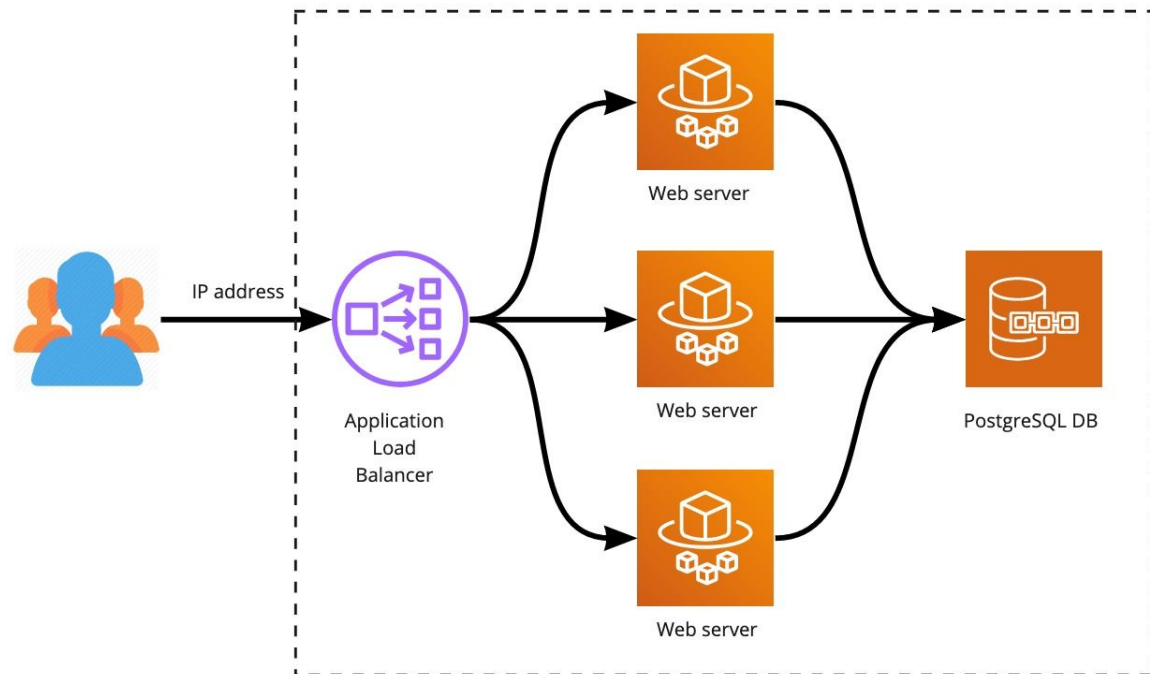 Web server
IP address
Application
Load
Balancer
Web server
PostgreSQL DB
Web server